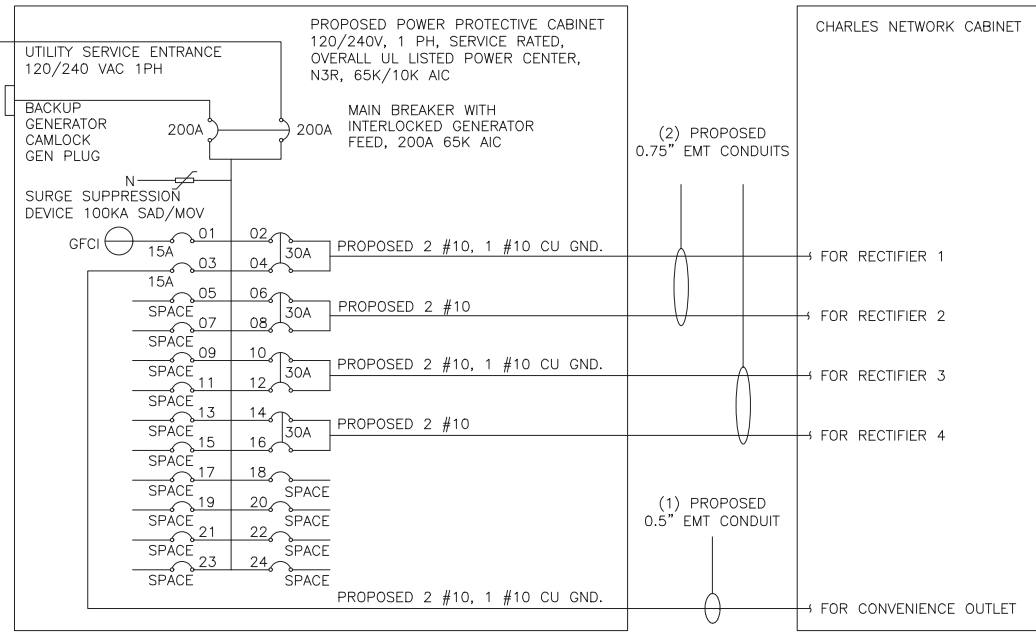 PROPOSED POWER PROTECTIVE CABINET
120/240V, 1 PH, SERVICE RATED,
OVERALL UL LISTED POWER CENTER,
N3R, 65K/10K AIC
CHARLES NETWORK CABINET
UTILITY SERVICE ENTRANCE
120/240 VAC 1PH
BACKUP
GENERATOR
CAMLOCK
GEN PLUG
200A
200A
MAIN BREAKER WITH
INTERLOCKED GENERATOR
FEED, 200A 65K AIC
(2) PROPOSED
0.75" EMT CONDUITS
N
SURGE SUPPRESSION
DEVICE 100KA SAD/MOV
GFCI
15A
01
02
30A
PROPOSED 2 #10, 1 #10 CU GND.
FOR RECTIFIER 1
15A
03
04
SPACE
05
06
30A
PROPOSED 2 #10
FOR RECTIFIER 2
SPACE
07
08
SPACE
09
10
30A
PROPOSED 2 #10, 1 #10 CU GND.
FOR RECTIFIER 3
SPACE
11
12
SPACE
13
14
30A
PROPOSED 2 #10
FOR RECTIFIER 4
SPACE
15
16
SPACE
17
18
SPACE
SPACE
19
20
SPACE
SPACE
21
22
SPACE
SPACE
23
24
SPACE
(1) PROPOSED
0.5" EMT CONDUIT
PROPOSED 2 #10, 1 #10 CU GND.
FOR CONVENIENCE OUTLET